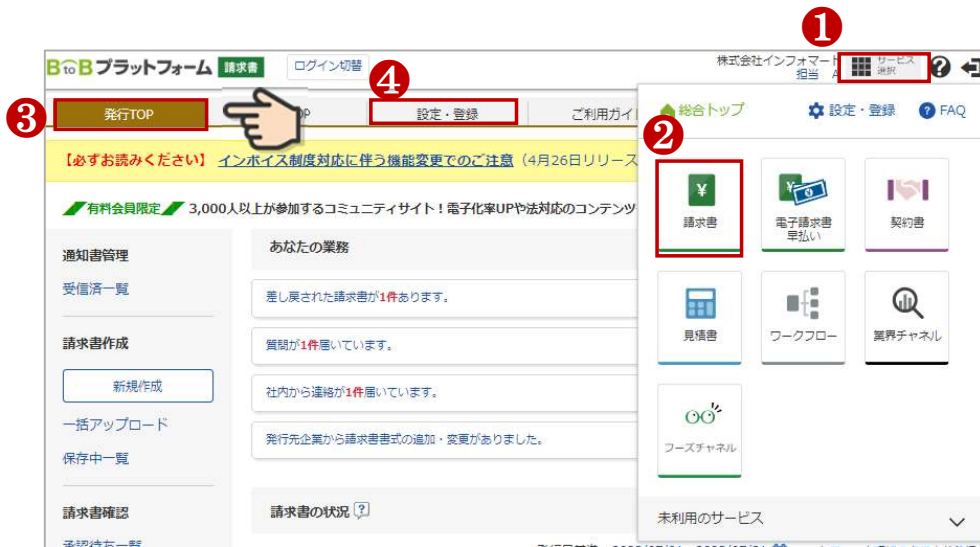 1
BtoBプラットフォーム 請求書
ログイン切替
4
株式会社インフォマート
担当 A
サービス選択
?
3
発行TOP
OP
設定・登録
ご利用ガイ
総合トップ
設定・登録
? FAQ
2
【必ずお読みください】 インボイス制度対応に伴う機能変更でのご注意 (4月26日リリース
有料会員限定 3,000人以上が参加するコミュニティサイト!電子化率UPや法対応のコンテンツ
請求書
電子請求書
早払い
契約書
通知書管理
受信済一覧
あなたの業務
差し戻された請求書が1件あります。
質問が1件届いています。
社内から連絡が1件届いています。
発行先企業から請求書書式の追加・変更がありました。
見積書
ワークフロー
業界チャネル
請求書作成
新規作成
一括アップロード
保存中一覧
フーズチャネル
請求書確認
承認待ち一覧
請求書の状況 ?
未利用のサービス